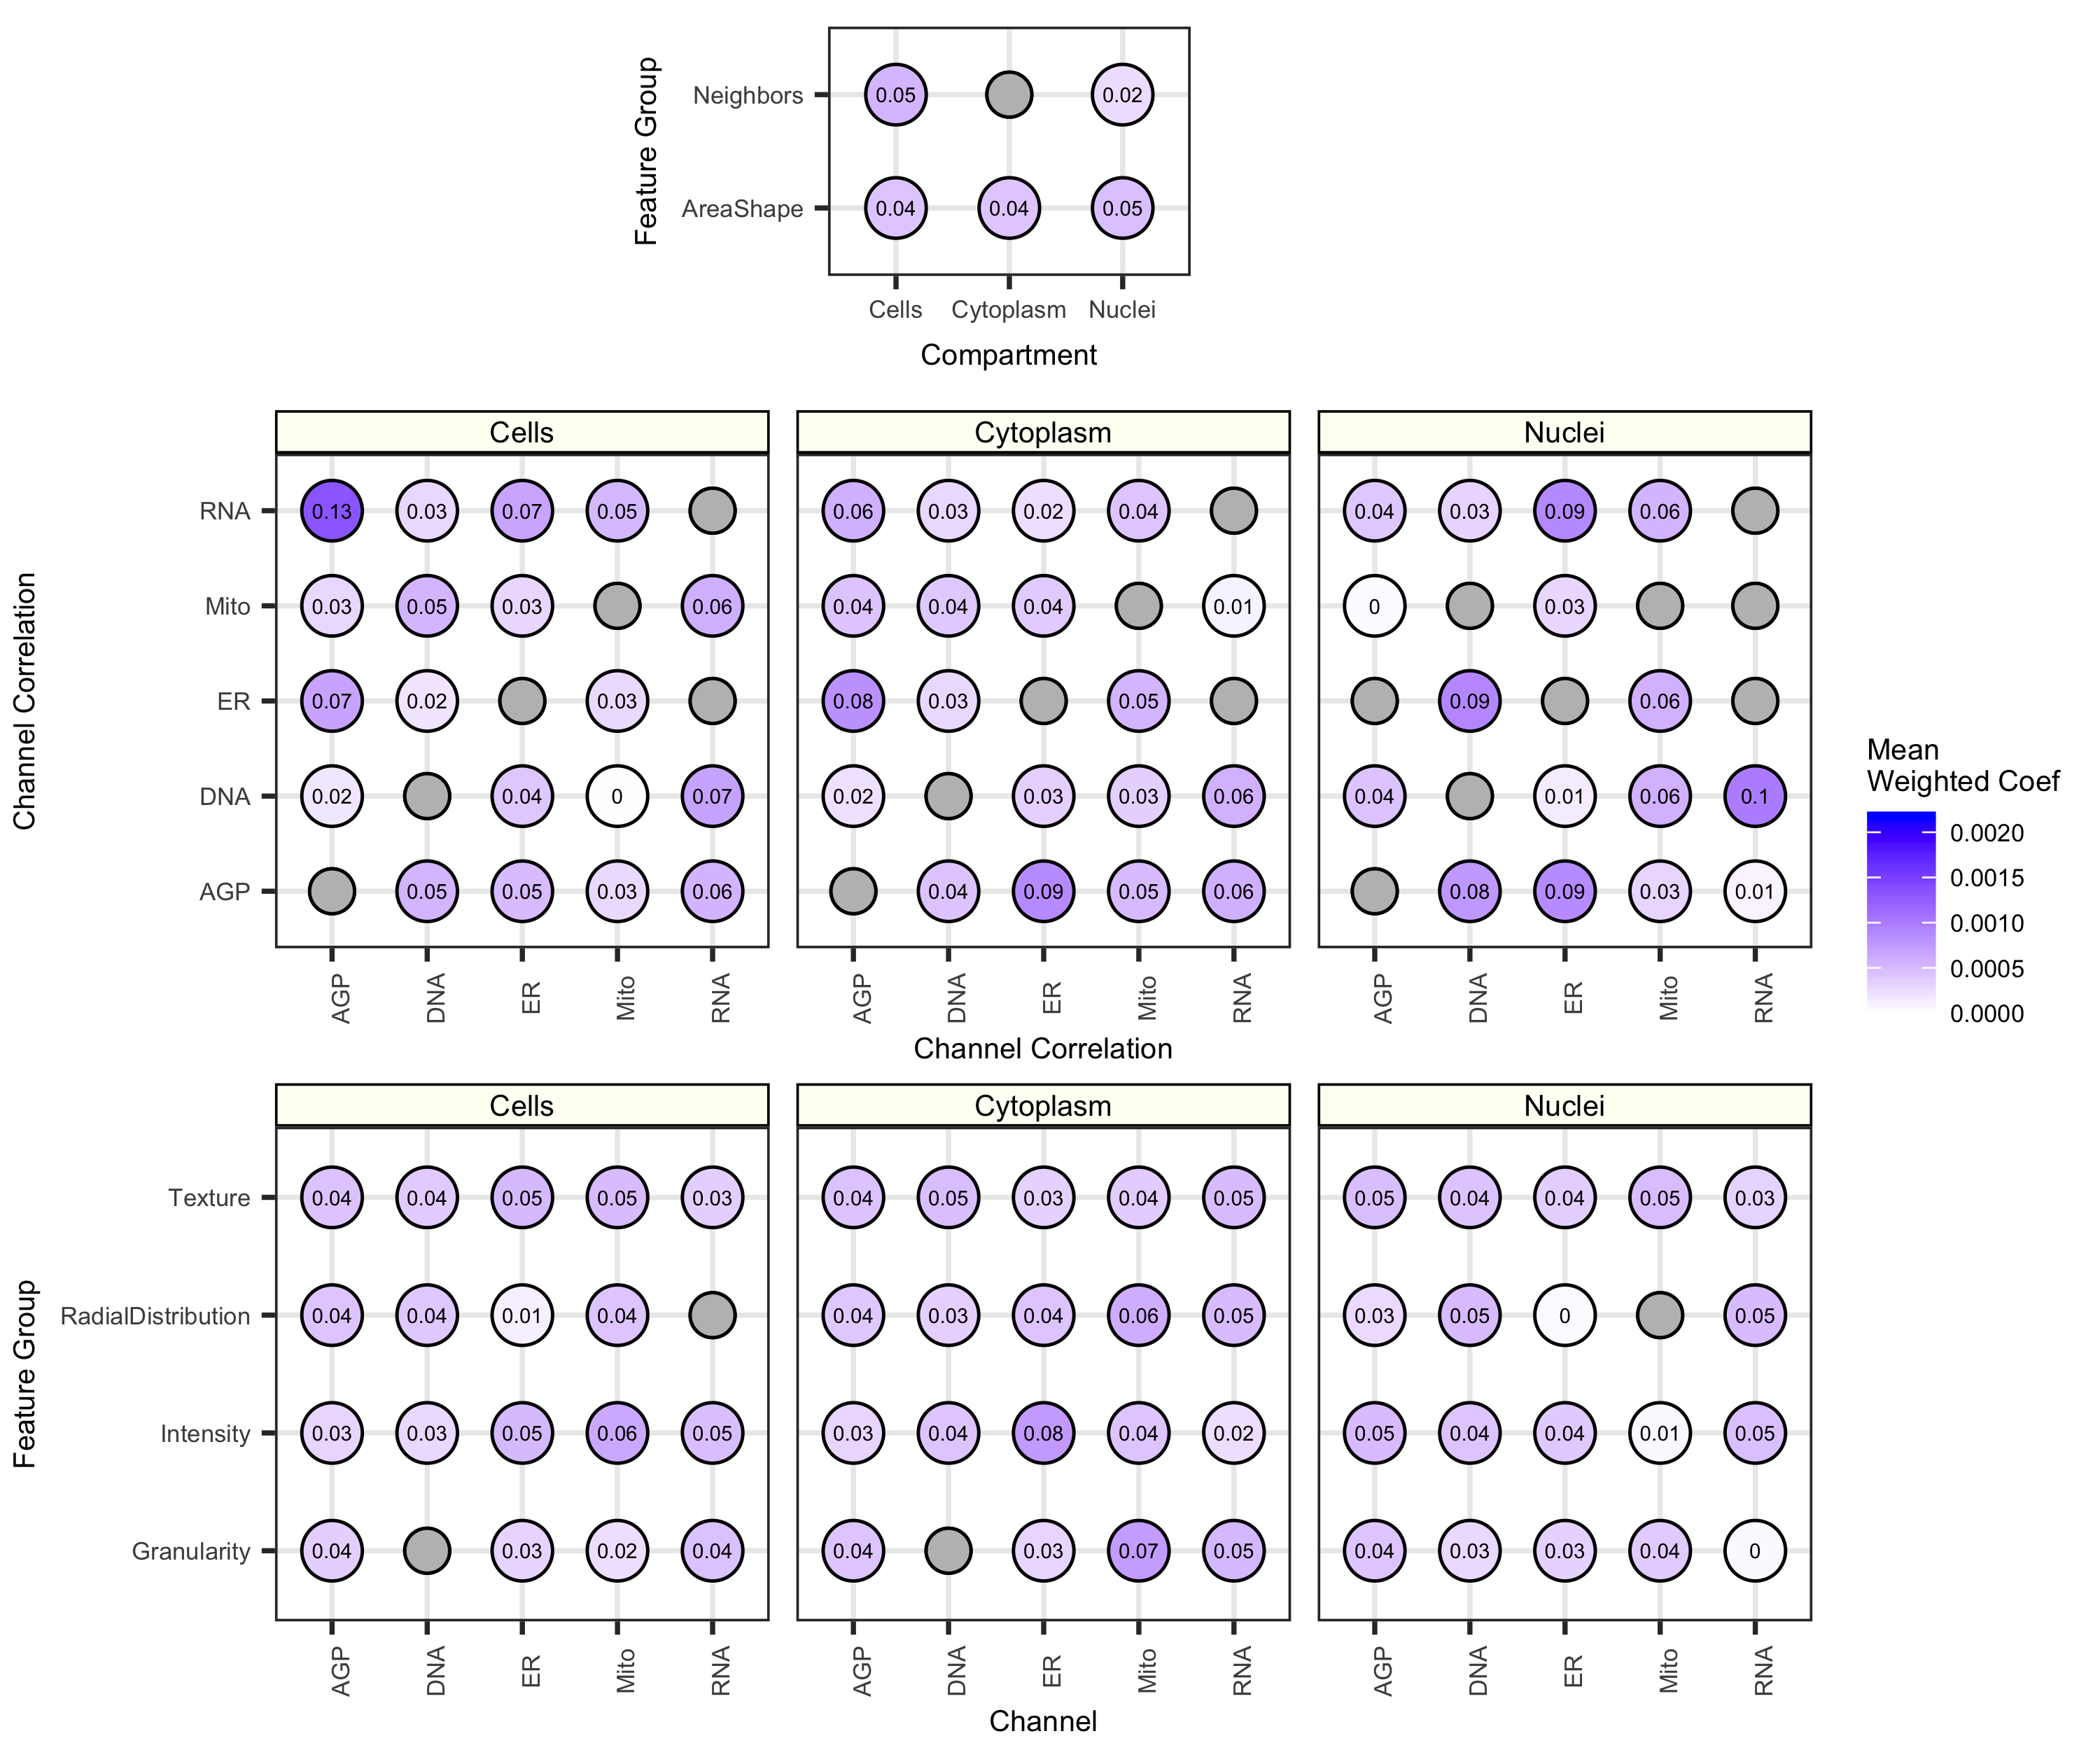 Feature Group
Neighbors 0.05 0.02
AreaShape 0.04 0.04 0.05
Cells Cytoplasm Nuclei
Compartment
Cells Cytoplasm Nuclei
Channel Correlation
RNA 0.13 0.03 0.07 0.05 0.06 0.03 0.02 0.04 0.04 0.03 0.09 0.06
Mito 0.03 0.05 0.03 0.06 0.04 0.04 0.04 0.01 0 0.03
ER 0.07 0.02 0.03 0.08 0.03 0.05 0.09 0.06
DNA 0.02 0.04 0 0.07 0.02 0.03 0.03 0.06 0.04 0.01 0.06 0.1
AGP 0.05 0.05 0.03 0.06 0.04 0.09 0.05 0.06 0.08 0.09 0.03 0.01
AGP DNA ER Mito RNA AGP DNA ER Mito RNA AGP DNA ER Mito RNA
Channel Correlation
Mean
Weighted Coef
0.0020
0.0015
0.0010
0.0005
0.0000
Cells Cytoplasm Nuclei
Feature Group
Texture 0.04 0.04 0.05 0.05 0.03 0.04 0.05 0.03 0.04 0.05 0.05 0.04 0.04 0.05 0.03
RadialDistribution 0.04 0.04 0.01 0.04 0.04 0.03 0.04 0.06 0.05 0.03 0.05 0 0.05
Intensity 0.03 0.03 0.05 0.06 0.05 0.03 0.04 0.08 0.04 0.02 0.05 0.04 0.04 0.01 0.05
Granularity 0.04 0.03 0.02 0.04 0.04 0.03 0.07 0.05 0.04 0.03 0.03 0.04 0
AGP DNA ER Mito RNA AGP DNA ER Mito RNA AGP DNA ER Mito RNA
Channel